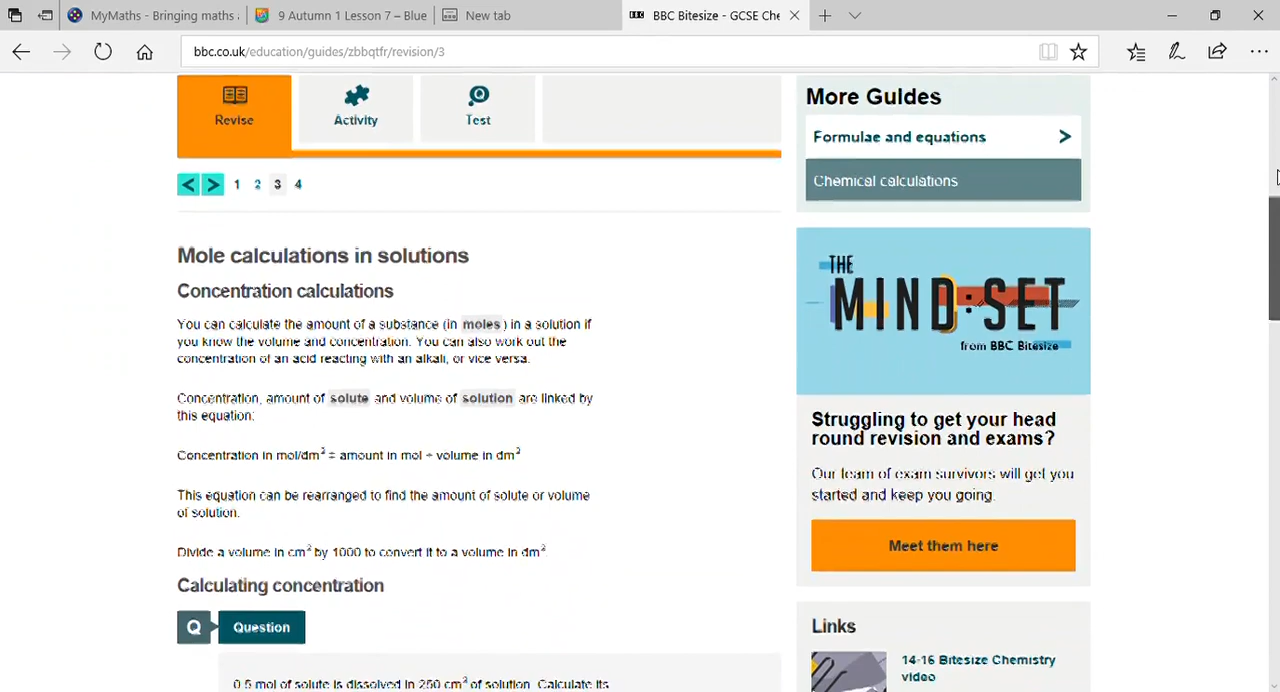 MyMaths - Bringing maths a
9 Autumn 1 Lesson 7 – Blue
New tab
BBC Bitesize - GCSE Che
bbc.co.uk/education/guides/zbbqtfr/revision/3
Revise
Activity
Test
< > 1 2 3 4
Mole calculations in solutions
Concentration calculations
You can calculate the amount of a substance (in moles) in a solution if
you know the volume and concentration. You can also work out the
concentration of an acid reacting with an alkali, or vice versa.
Concentration, amount of solute and volume of solution are linked by
this equation:
Concentration in mol/dm³ = amount in mol ÷ volume in dm³
This equation can be rearranged to find the amount of solute or volume
of solution.
Divide a volume in cm³ by 1000 to convert it to a volume in dm³
Calculating concentration
Q Question
0.5 mol of solute is dissolved in 250 cm³ of solution. Calculate its
More Guides
Formulae and equations >
Chemical calculations
THE
MIND·SET
from BBC Bitesize
Struggling to get your head
round revision and exams?
Our team of exam survivors will get you
started and keep you going.
Meet them here
Links
14-16 Bitesize Chemistry
video